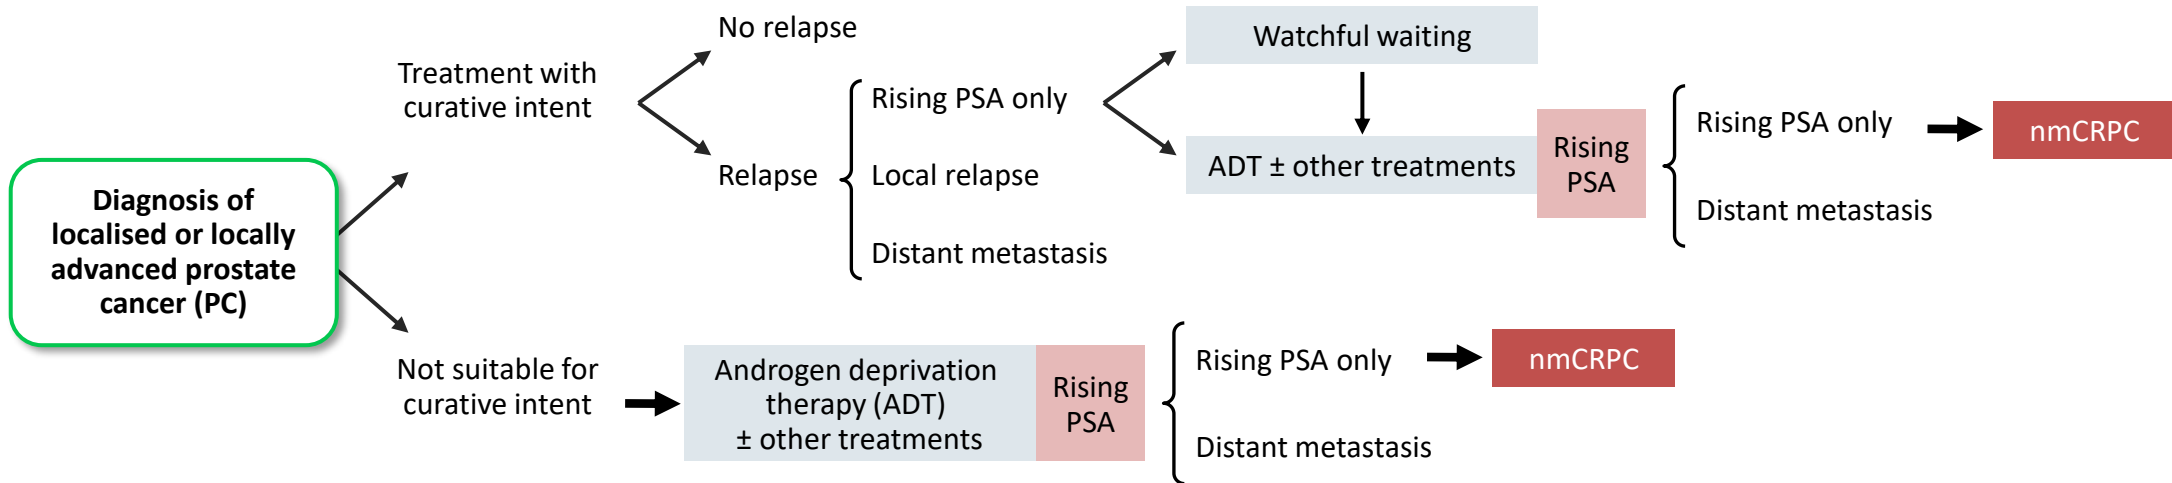 Diagnosis of
localised or locally
advanced prostate
cancer (PC)
Treatment with
curative intent
No relapse
Relapse
Rising PSA only
Local relapse
Distant metastasis
Watchful waiting
ADT ± other treatments
Rising
PSA
Rising PSA only
Distant metastasis
nmCRPC
Not suitable for
curative intent
Androgen deprivation
therapy (ADT)
± other treatments
Rising
PSA
Rising PSA only
Distant metastasis
nmCRPC